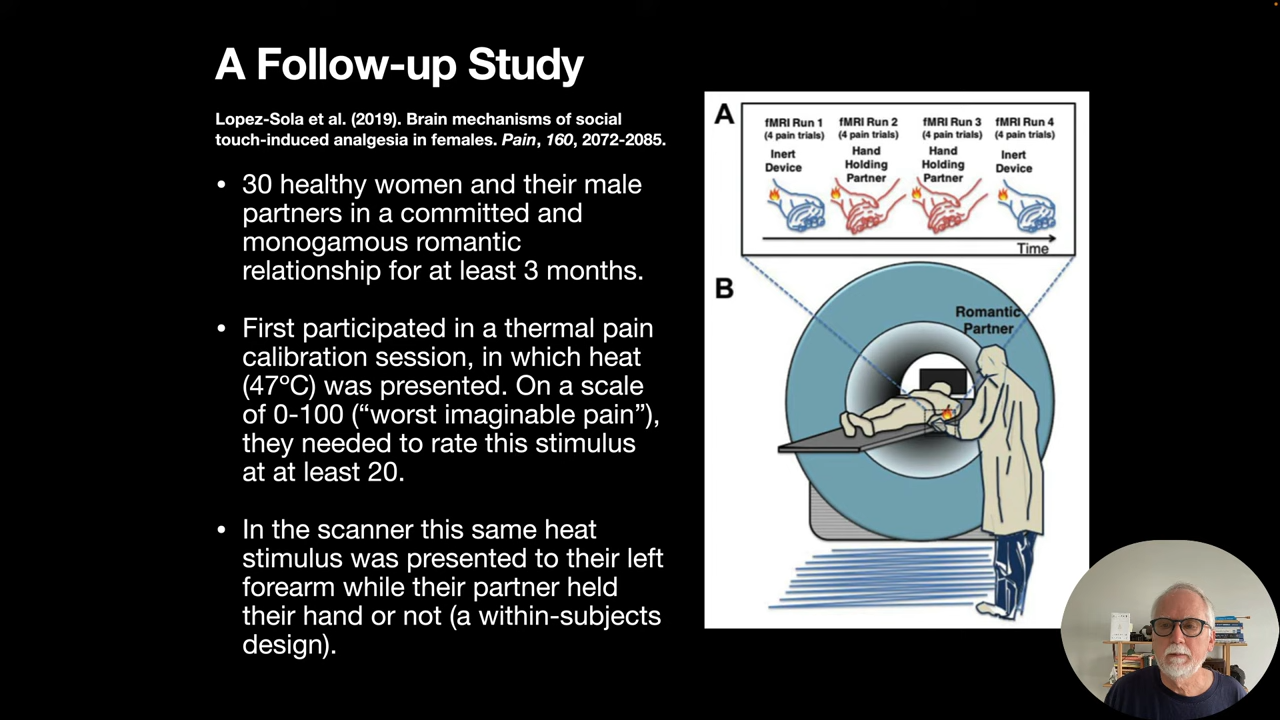 A Follow-up Study
Lopez-Sola et al. (2019). Brain mechanisms of social
touch-induced analgesia in females. Pain, 160, 2072-2085.
• 30 healthy women and their male
partners in a committed and
monogamous romantic
relationship for at least 3 months.
• First participated in a thermal pain
calibration session, in which heat
(47ºC) was presented. On a scale
of 0-100 (“worst imaginable pain”),
they needed to rate this stimulus
at at least 20.
• In the scanner this same heat
stimulus was presented to their left
forearm while their partner held
their hand or not (a within-subjects
design).
A
fMRI Run 1
(4 pain trials)
Inert
Device
fMRI Run 2
(4 pain trials)
Hand
Holding
Partner
fMRI Run 3
(4 pain trials)
Hand
Holding
Partner
fMRI Run 4
(4 pain trials)
Inert
Device
Time
B
Romantic
Partner